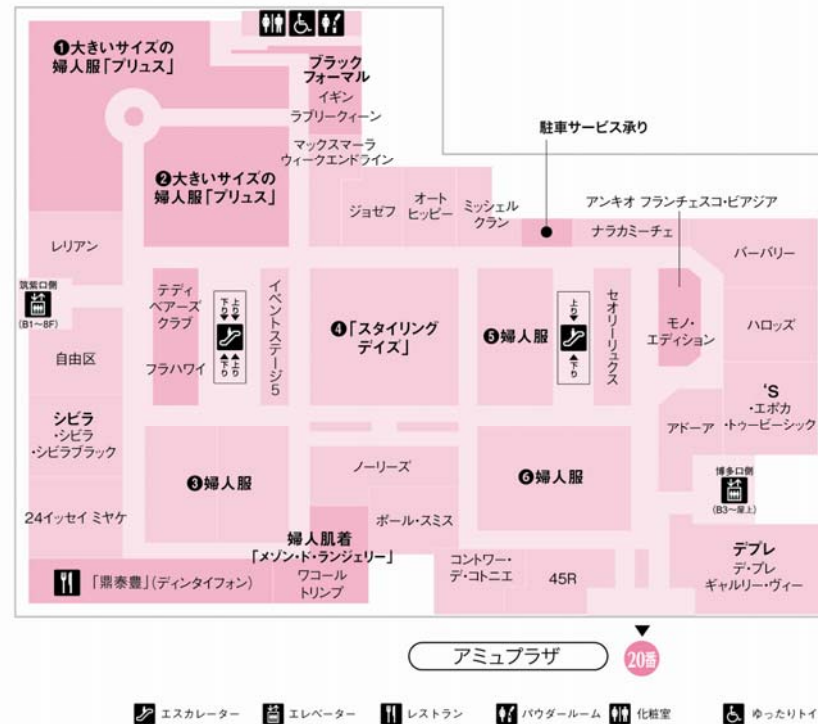 ❶大きいサイズの
婦人服「プリュス」
ブラック
フォーマル
イギン
ラブリークィーン
マックスマーラ
ウィークエンドライン
❷大きいサイズの
婦人服「プリュス」
駐車サービス承り
アンキオ フランチェスコ・ビアジア
ジョゼフ
オート
ヒッピー
ミッシェル
クラン
ナラカミーチェ
バーバリー
レリアン
筑紫口側
(B1〜8F)
テディ
ベアーズ
クラブ
フラハワイ
下り
上り
下り
上り
イベントステージ5
❹「スタイリング
デイズ」
❺婦人服
上り
下り
セオリーリュクス
モノ・
エディション
ハロッズ
自由区
シビラ
・シビラ
・シビラブラック
❸婦人服
ノーリーズ
❻婦人服
アドーア
'S
・エポカ
・トゥービーシック
博多口側
(B3〜屋上)
24イッセイ ミヤケ
ポール・スミス
婦人肌着
「メゾン・ド・ランジェリー」
ワコール
トリンプ
「鼎泰豊」(ディンタイフォン)
コントワー・
デ・コトニエ
45R
デプレ
デ・プレ
ギャルリー・ヴィー
アミュプラザ
20番
エスカレーター
エレベーター
レストラン
パウダールーム
化粧室
ゆったりトイ